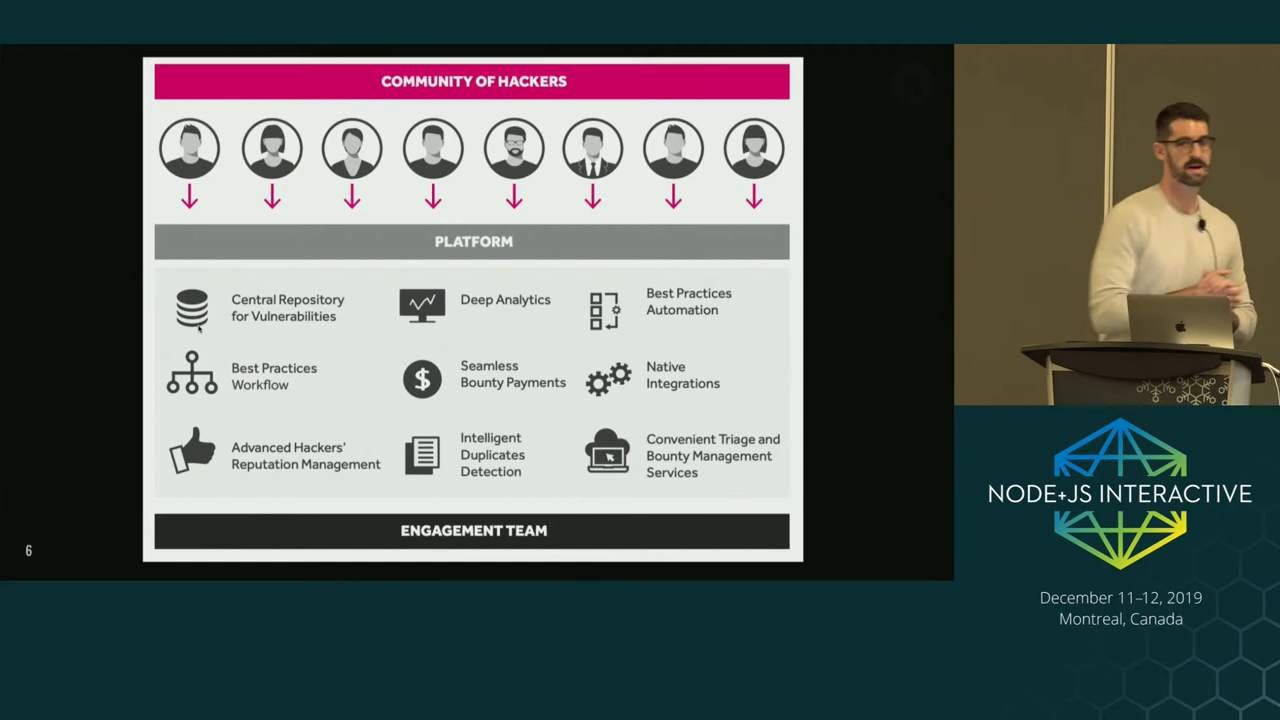 COMMUNITY OF HACKERS
PLATFORM
Central Repository
for Vulnerabilities
Deep Analytics
Best Practices
Automation
Best Practices
Workflow
Seamless
Bounty Payments
Native
Integrations
Advanced Hackers'
Reputation Management
Intelligent
Duplicates
Detection
Convenient Triage and
Bounty Management
Services
ENGAGEMENT TEAM
6
NODE+JS INTERACTIVE
December 11–12, 2019
Montreal, Canada